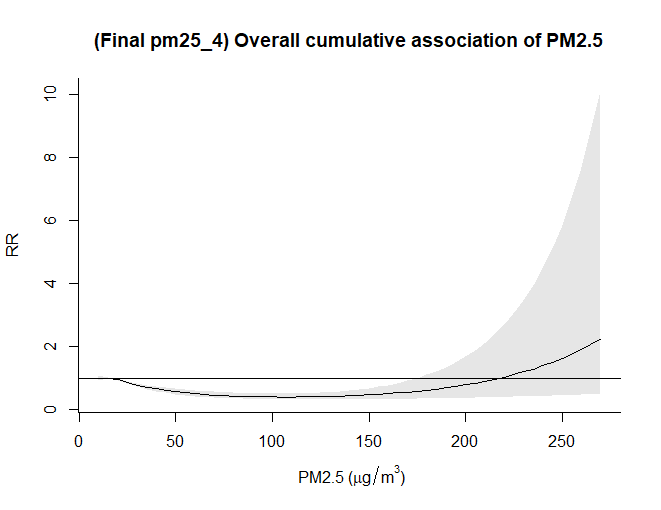 (Final pm25_4) Overall cumulative association of PM2.5
10
8
6
4
2
0
RR
0 50 100 150 200 250
PM2.5 (μg/m³)